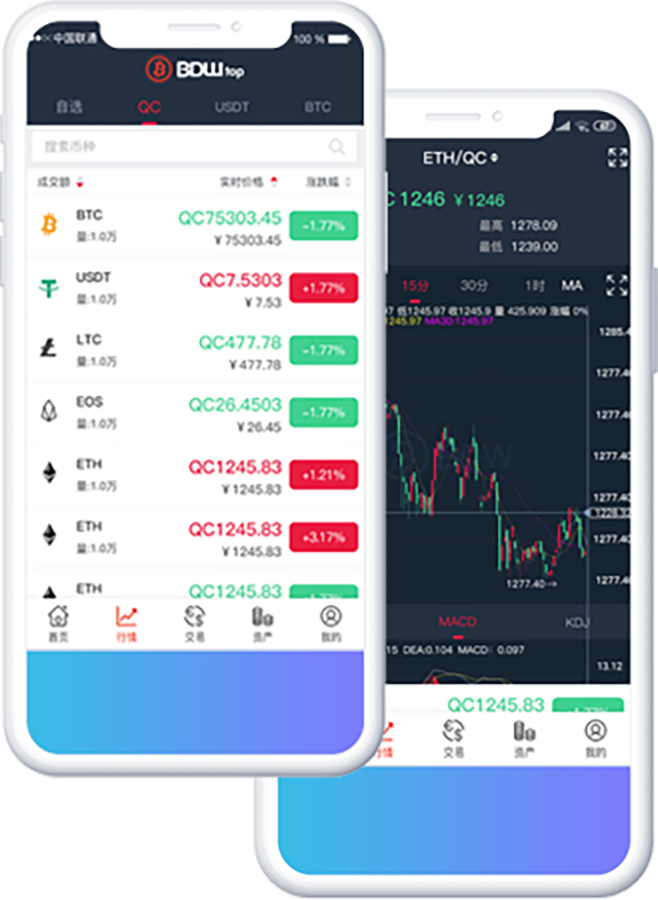 中国联通
100 %
BDW top
自选 QC USDT BTC
搜索币种
成交额 实时价格 涨跌幅
BTC QC75303.45 -1.77%
量:1.0万 ¥75303.45
USDT QC7.5303 +1.77%
量:1.0万 ¥7.53
LTC QC477.78 -1.77%
量:1.0万 ¥477.78
EOS QC26.4503 -1.77%
量:1.0万 ¥26.45
ETH QC1245.83 +1.21%
量:1.0万 ¥1245.83
ETH QC1245.83 +3.17%
量:1.0万 ¥1245.83
ETH QC1245.83 -1.77%
首页 行情 交易 资产 我的
67
ETH/QC
1246 ¥1246
最高 1278.09
最低 1239.00
15分 30分 1时 MA
97 低1245.97 收1245.9 量 425.909 涨幅 0%
1245.97 MA30:1245.97
1285.4
1277.40
1277.40
1277.40
1277.40
1228.32
1277.40
1277.40
1277.40→
MACD KDJ
15 DEA:0.104 MACD: 0.097
13.12
QC1245.83 -1.77%
行情 交易 资产 我的